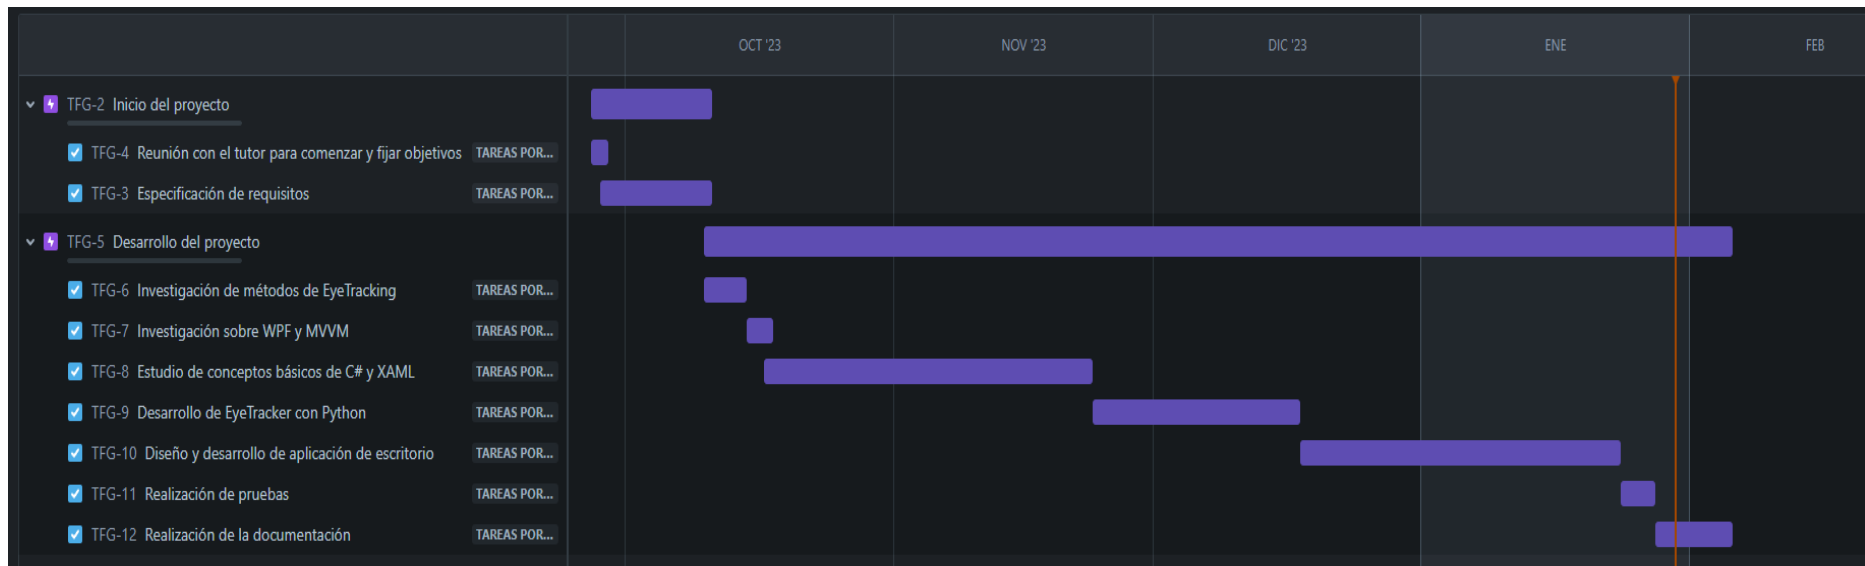 OCT '23 NOV '23 DIC '23 ENE FEB
TFG-2 Inicio del proyecto
TFG-4 Reunión con el tutor para comenzar y fijar objetivos TAREAS POR...
TFG-3 Especificación de requisitos TAREAS POR...
TFG-5 Desarrollo del proyecto
TFG-6 Investigación de métodos de EyeTracking TAREAS POR...
TFG-7 Investigación sobre WPF y MVVM TAREAS POR...
TFG-8 Estudio de conceptos básicos de C# y XAML TAREAS POR...
TFG-9 Desarrollo de EyeTracker con Python TAREAS POR...
TFG-10 Diseño y desarrollo de aplicación de escritorio TAREAS POR...
TFG-11 Realización de pruebas TAREAS POR...
TFG-12 Realización de la documentación TAREAS POR...